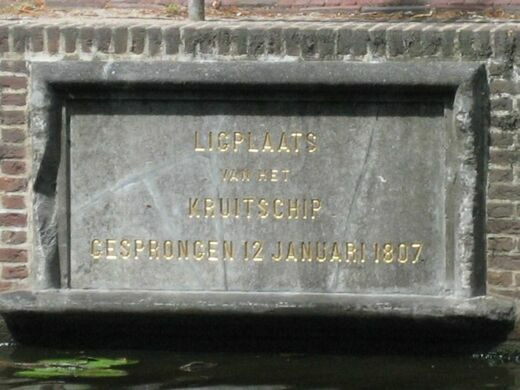 LIGPLAATS
VAN HET
KRUITSCHIP
GESPRONGEN 12 JANUARI 1807